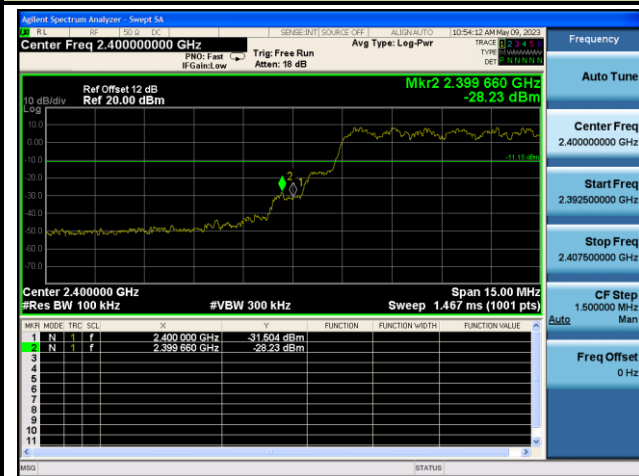 Agilent Spectrum Analyzer - Swept SA
RL RF 50 Ω DC SENSE:INT SOURCE OFF ALIGN AUTO 10:54:12 AM May 09, 2023
Center Freq 2.400000000 GHz
PNO: Fast
IFGain:Low
Trig: Free Run
Atten: 18 dB
Avg Type: Log-Pwr
TRACE 1 2 3 4 5 6
TYPE M
DET P N N N N N
Ref Offset 12 dB
10 dB/div Ref 20.00 dBm
Log
Mkr2 2.399 660 GHz
-28.23 dBm
10.0
0.00
-10.0
-11.15 dBm
-20.0
2
1
-30.0
-40.0
-50.0
-60.0
-70.0
Center 2.400000 GHz Span 15.00 MHz
#Res BW 100 kHz #VBW 300 kHz Sweep 1.467 ms (1001 pts)
MKR MODE TRC SCL X Y FUNCTION FUNCTION WIDTH FUNCTION VALUE
1 N 1 f 2.400 000 GHz -31.504 dBm
2 N 1 f 2.399 660 GHz -28.23 dBm
3
4
5
6
7
8
9
10
11
MSG STATUS
Frequency
Auto Tune
Center Freq
2.400000000 GHz
Start Freq
2.392500000 GHz
Stop Freq
2.407500000 GHz
CF Step
1.500000 MHz
Auto Man
Freq Offset
0 Hz